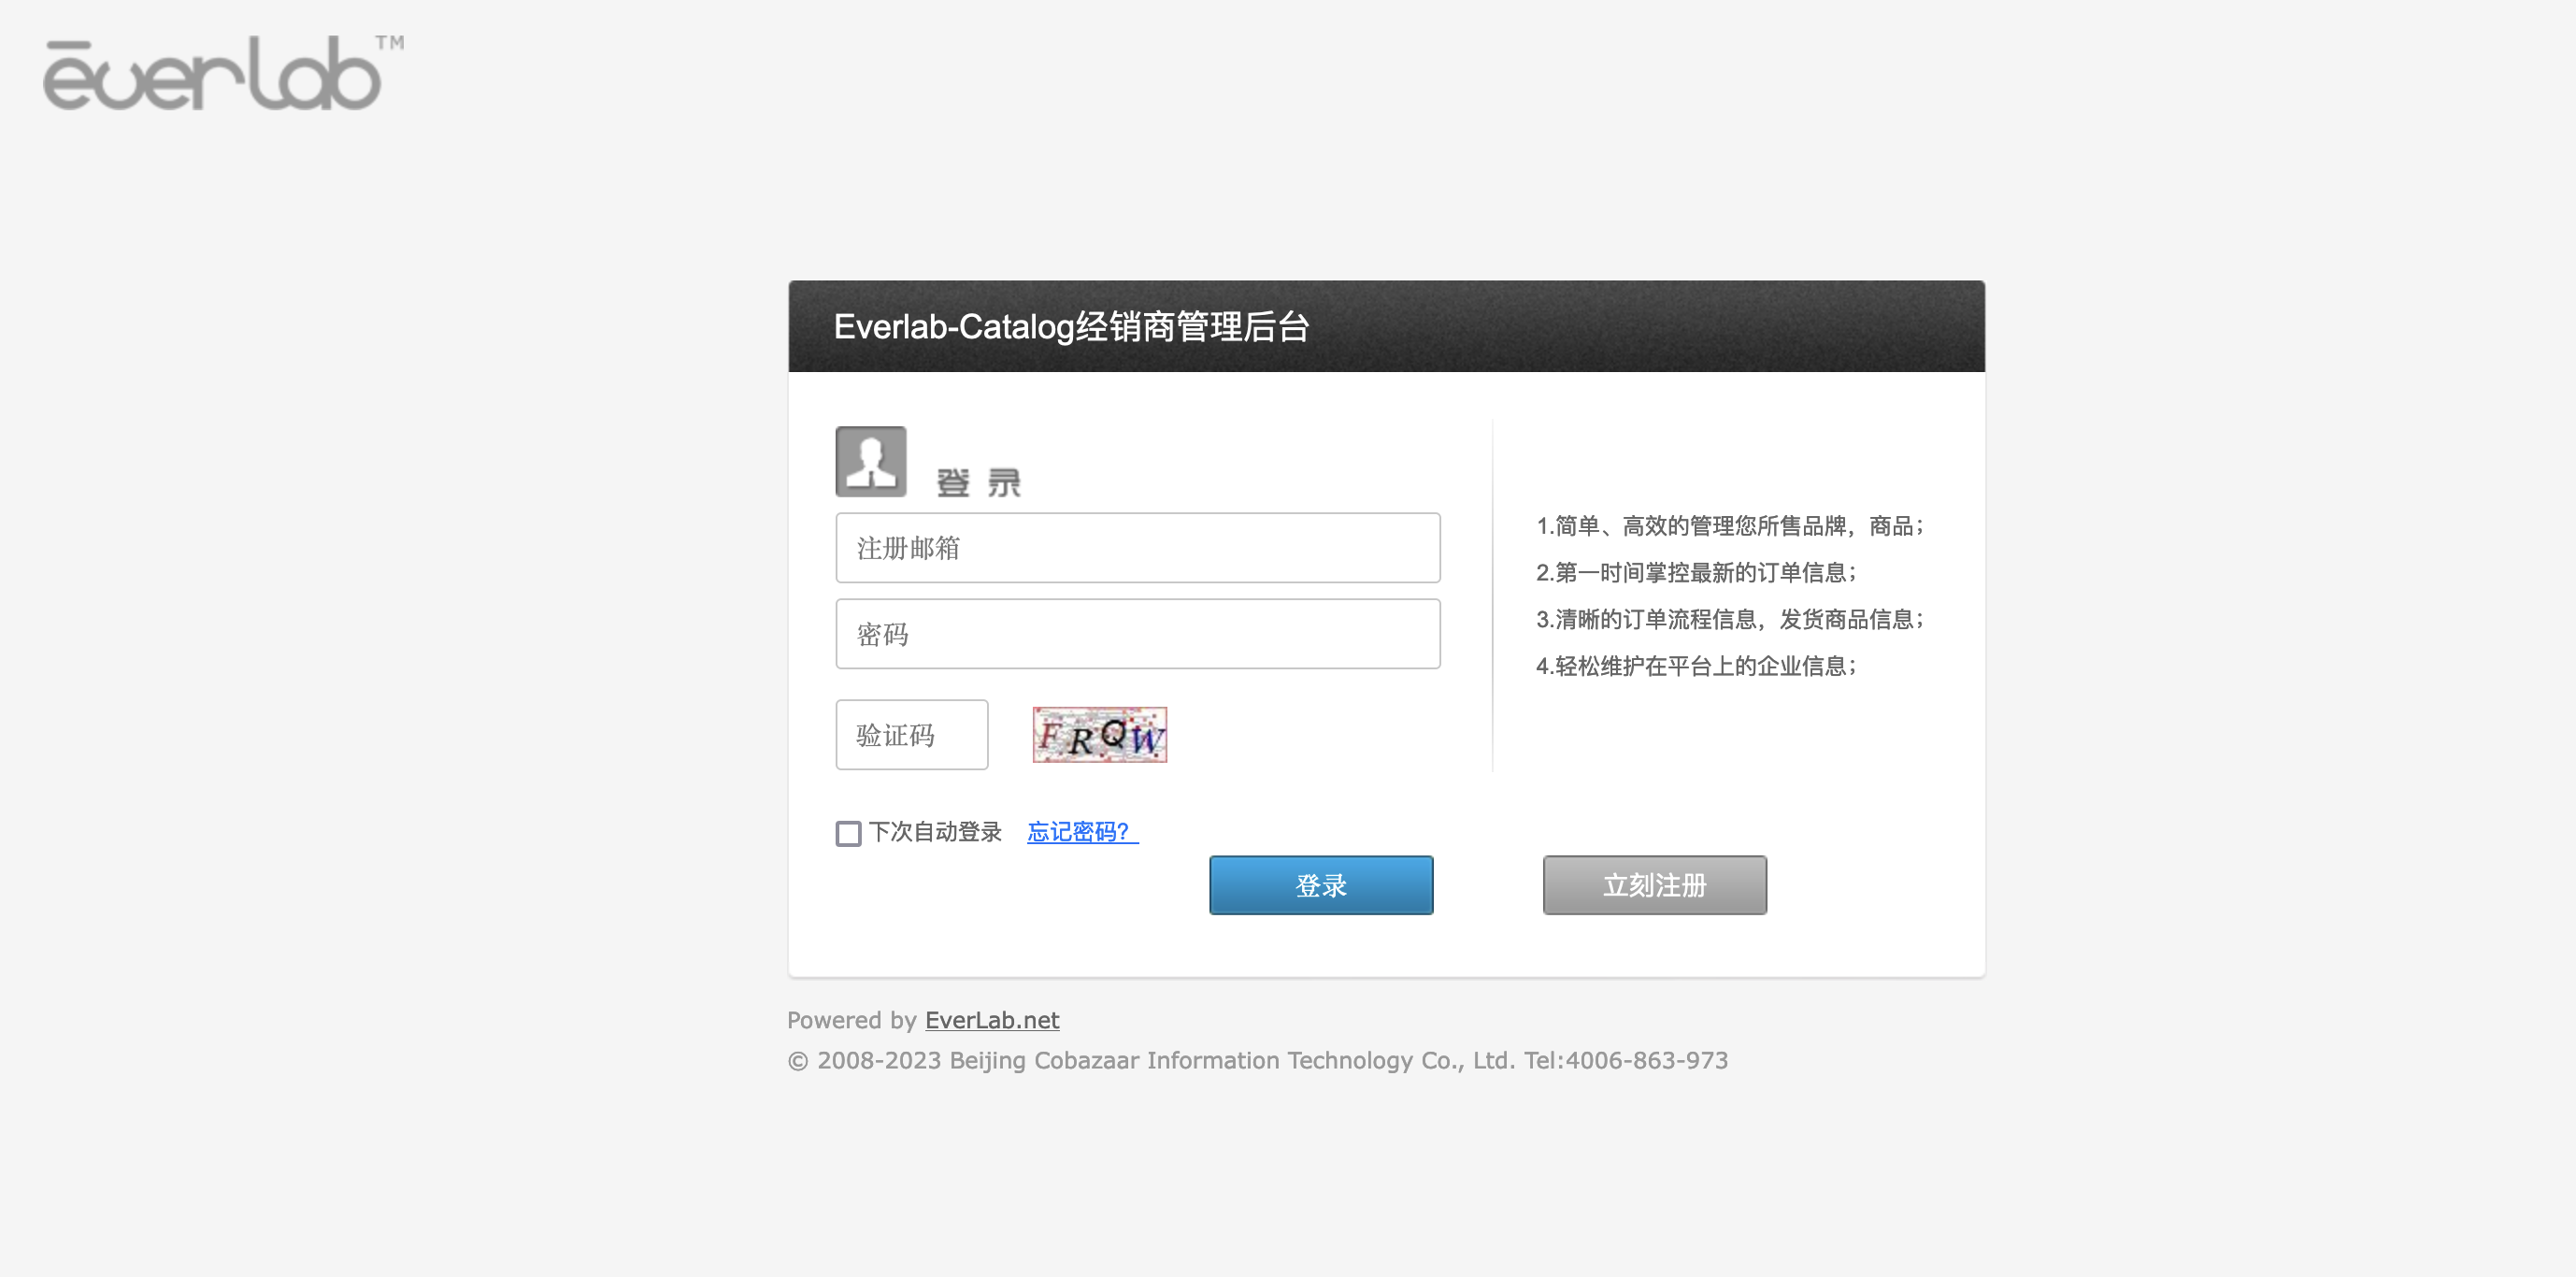 ēverlab™
Everlab-Catalog经销商管理后台
登 录
注册邮箱
密码
验证码
FRQW
下次自动登录 忘记密码?
登录
1.简单、高效的管理您所售品牌，商品；
2.第一时间掌控最新的订单信息；
3.清晰的订单流程信息，发货商品信息；
4.轻松维护在平台上的企业信息；
立刻注册
Powered by EverLab.net
© 2008-2023 Beijing Cobazaar Information Technology Co., Ltd. Tel:4006-863-973